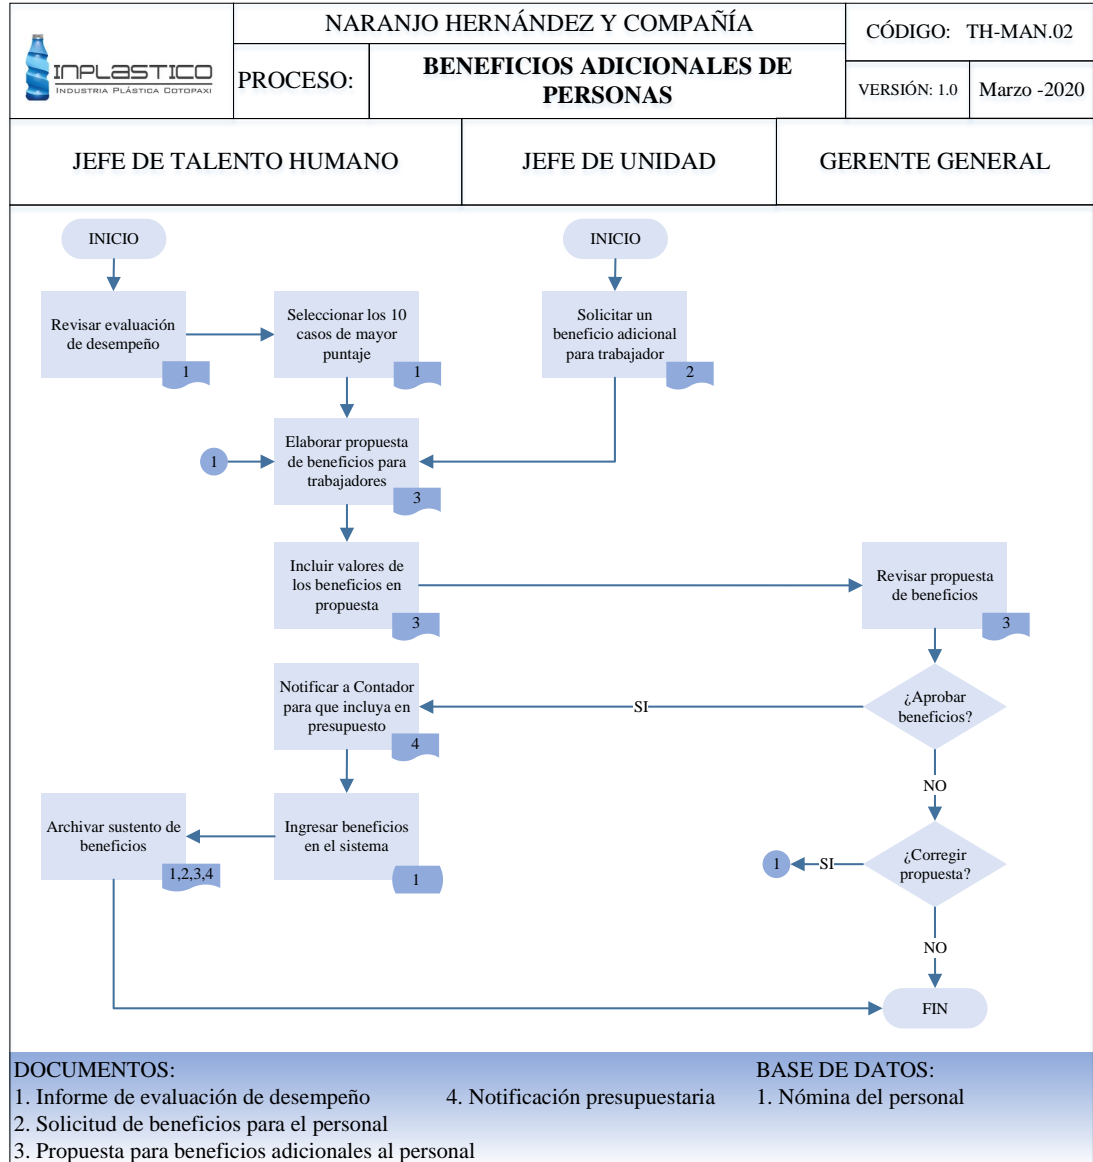 INPLASTICO
INDUSTRIA PLÁSTICA COTOPAXI
NARANJO HERNÁNDEZ Y COMPAÑÍA
CÓDIGO: TH-MAN.02
PROCESO:
BENEFICIOS ADICIONALES DE
PERSONAS
VERSIÓN: 1.0
Marzo -2020
JEFE DE TALENTO HUMANO
JEFE DE UNIDAD
GERENTE GENERAL
INICIO
INICIO
Revisar evaluación
de desempeño
1
Seleccionar los 10
casos de mayor
puntaje
1
Solicitar un
beneficio adicional
para trabajador
2
1
Elaborar propuesta
de beneficios para
trabajadores
3
Incluir valores de
los beneficios en
propuesta
3
Revisar propuesta
de beneficios
3
Notificar a Contador
para que incluya en
presupuesto
4
SI
¿Aprobar
beneficios?
NO
Archivar sustento de
beneficios
1,2,3,4
Ingresar beneficios
en el sistema
1
1
SI
¿Corregir
propuesta?
NO
FIN
DOCUMENTOS:
1. Informe de evaluación de desempeño
2. Solicitud de beneficios para el personal
3. Propuesta para beneficios adicionales al personal
4. Notificación presupuestaria
BASE DE DATOS:
1. Nómina del personal